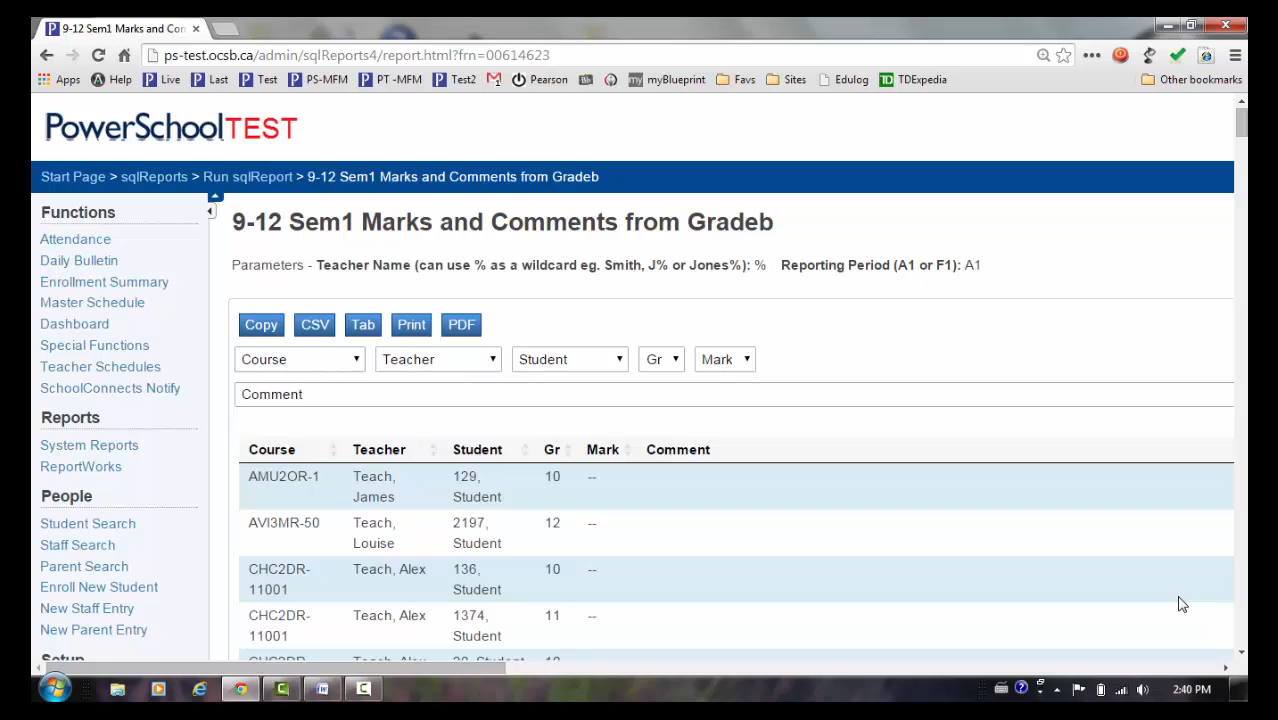 9-12 Sem1 Marks and Con
ps-test.ocsb.ca/admin/sqlReports4/report.html?frn=00614623
Apps Help Live Last Test PS-MFM PT -MFM Test2 Pearson myBlueprint Favs Sites Edulog TD TDExpedia Other bookmarks
PowerSchoolTEST
Start Page > sqlReports > Run sqlReport > 9-12 Sem1 Marks and Comments from Gradeb
Functions
Attendance
Daily Bulletin
Enrollment Summary
Master Schedule
Dashboard
Special Functions
Teacher Schedules
SchoolConnects Notify
Reports
System Reports
ReportWorks
People
Student Search
Staff Search
Parent Search
Enroll New Student
New Staff Entry
New Parent Entry
Setup
9-12 Sem1 Marks and Comments from Gradeb
Parameters - Teacher Name (can use % as a wildcard eg. Smith, J% or Jones%): % Reporting Period (A1 or F1): A1
Copy CSV Tab Print PDF
Course Teacher Student Gr Mark
Comment
Course Teacher Student Gr Mark Comment
AMU2OR-1 Teach, 129, 10 --
James Student
AVI3MR-50 Teach, 2197, 12 --
Louise Student
CHC2DR- Teach, Alex 136, 10 --
11001 Student
CHC2DR- Teach, Alex 1374, 11 --
11001 Student
2:40 PM